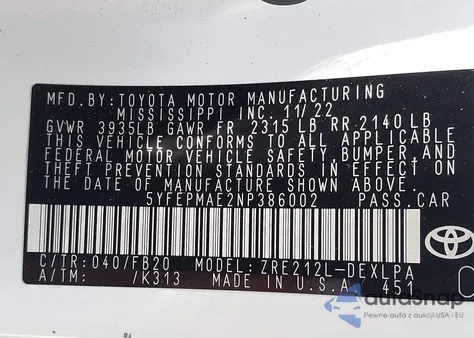 MFD. BY: TOYOTA MOTOR MANUFACTURING
MISSISSIPPI INC. 11/22
GVWR 3935LB GAWR FR 2315 LB RR 2140 LB
THIS VEHICLE CONFORMS TO ALL APPLICABLE
FEDERAL MOTOR VEHICLE SAFETY, BUMPER, AND
THEFT PREVENTION STANDARDS IN EFFECT ON
THE DATE OF MANUFACTURE SHOWN ABOVE.
5YFEPMAE2NP386002 PASS. CAR
C/TR: 040/FB20 MODEL: ZRE212L-DEXLPA
A/TM: /K313 MADE IN U.S.A. 451
autoSnap
Pewne auta z aukcji USA i EU